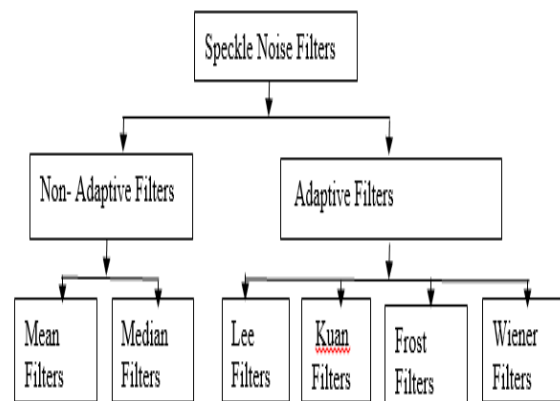 Speckle Noise Filters
Non- Adaptive Filters
Adaptive Filters
Mean
Filters
Median
Filters
Lee
Filters
Kuan
Filters
Frost
Filters
Wiener
Filters